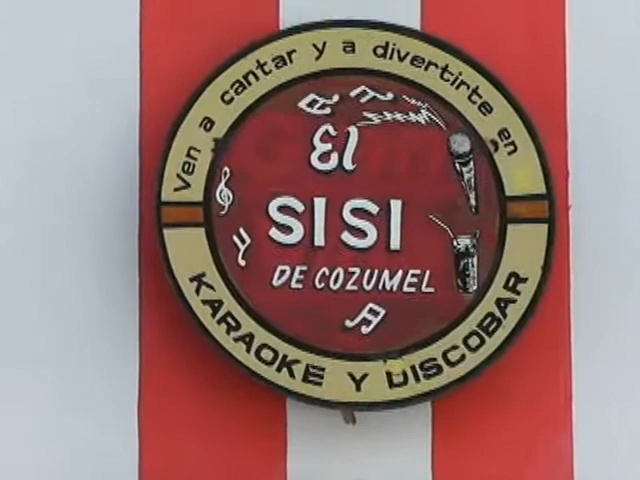 Ven a cantar y a divertirte en
El
SISI
DE COZUMEL
KARAOKE Y DISCOBAR